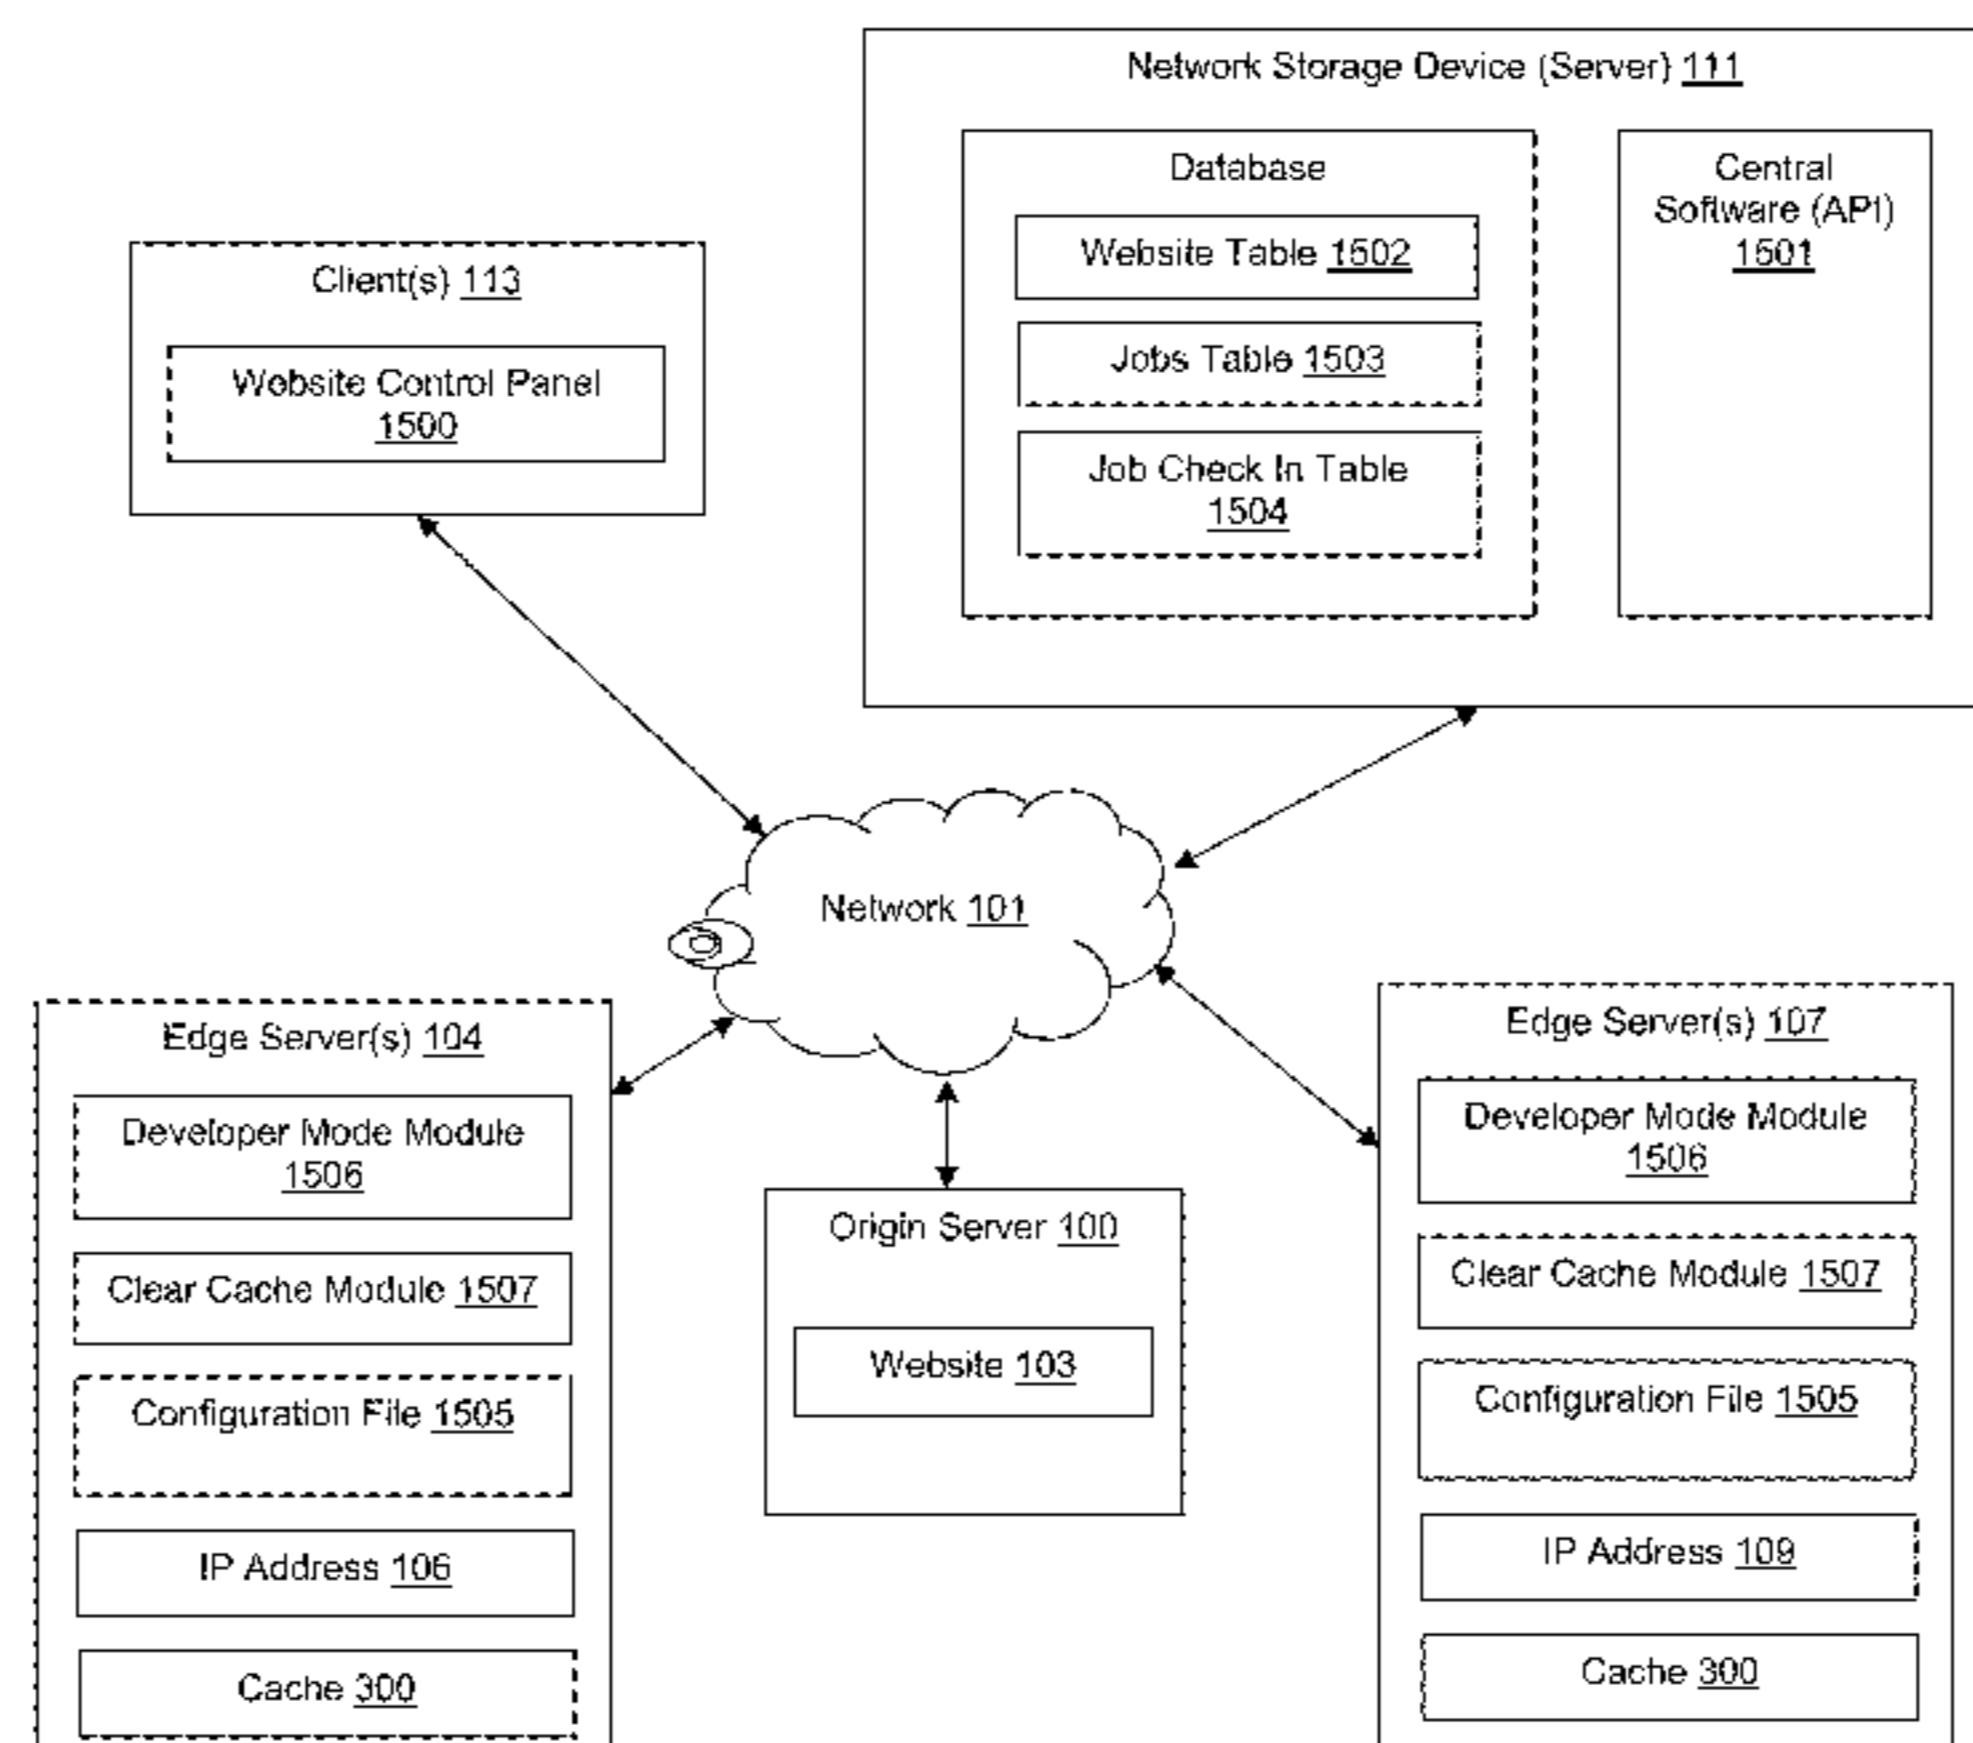 Network Storage Device (Server) 111
Database
Website Table 1502
Jobs Table 1503
Job Check In Table
1504
Central
Software (API)
1501
Client(s) 113
Website Control Panel
1500
Network 101
Edge Server(s) 104
Developer Mode Module
1506
Clear Cache Module 1507
Configuration File 1505
IP Address 106
Cache 300
Origin Server 100
Website 103
Edge Server(s) 107
Developer Mode Module
1506
Clear Cache Module 1507
Configuration File 1505
IP Address 109
Cache 300